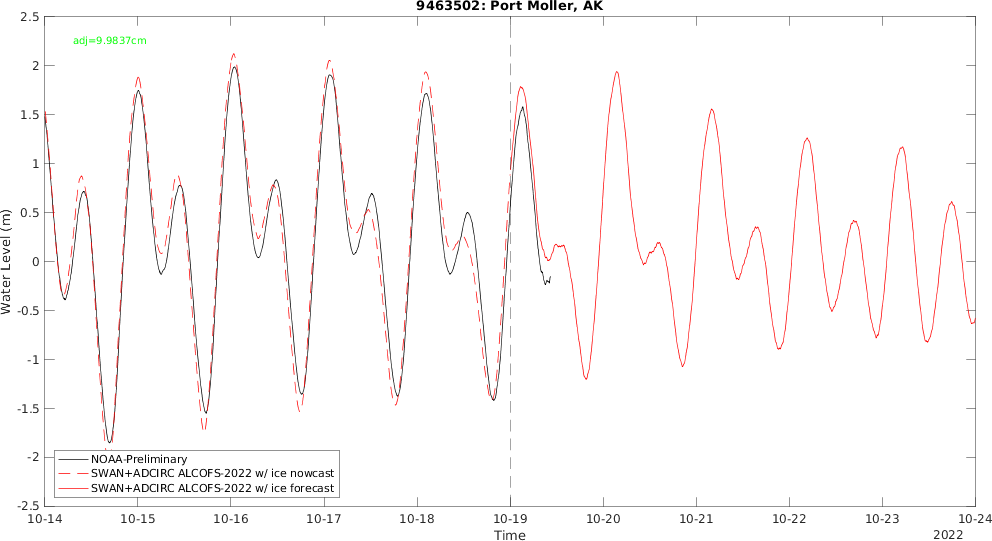 9463502: Port Moller, AK
adj=9.9837cm
2.5
2
1.5
1
0.5
0
-0.5
-1
-1.5
-2
-2.5
Water Level (m)
NOAA-Preliminary
SWAN+ADCIRC ALCOFS-2022 w/ ice nowcast
SWAN+ADCIRC ALCOFS-2022 w/ ice forecast
10-14 10-15 10-16 10-17 10-18 10-19 10-20 10-21 10-22 10-23 10-24
Time
2022